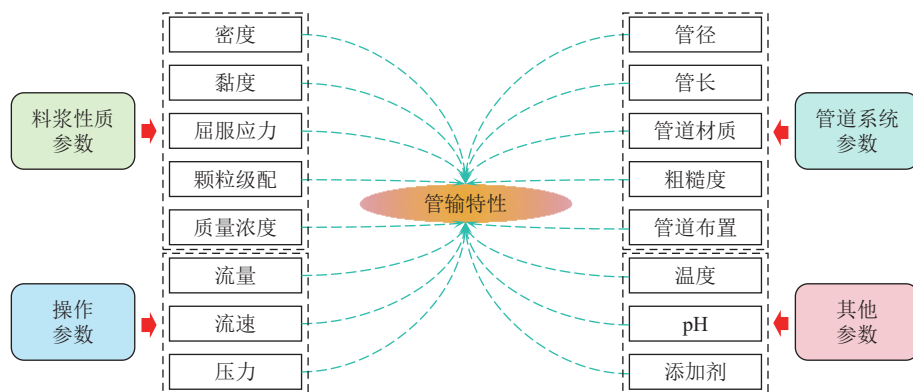 料浆性质
参数
密度
黏度
屈服应力
颗粒级配
质量浓度
操作
参数
流量
流速
压力
管输特性
管径
管长
管道材质
粗糙度
管道布置
管道系统
参数
温度
pH
添加剂
其他
参数